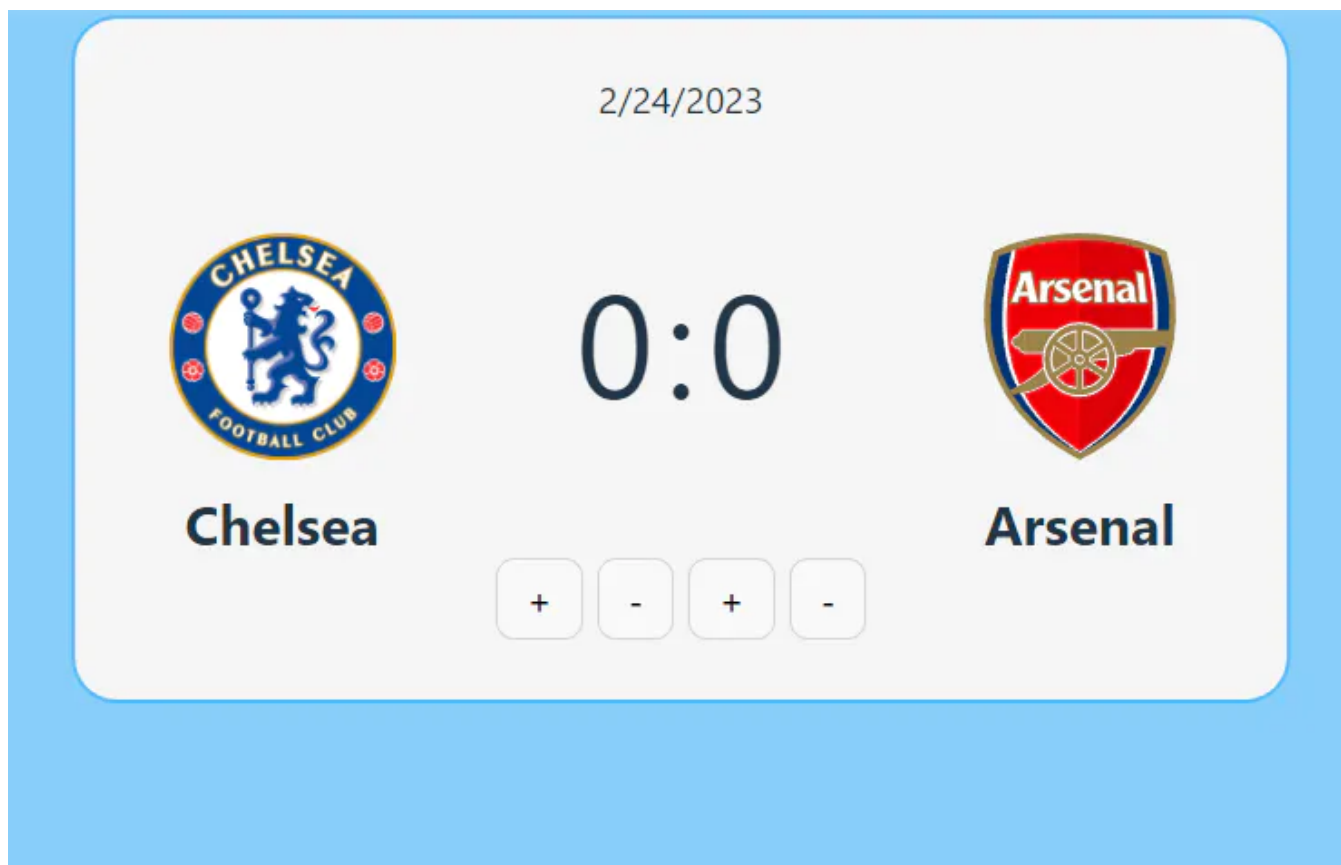 2/24/2023
CHELSEA
FOOTBALL CLUB
0:0
Arsenal
Chelsea
Arsenal
+ - + -